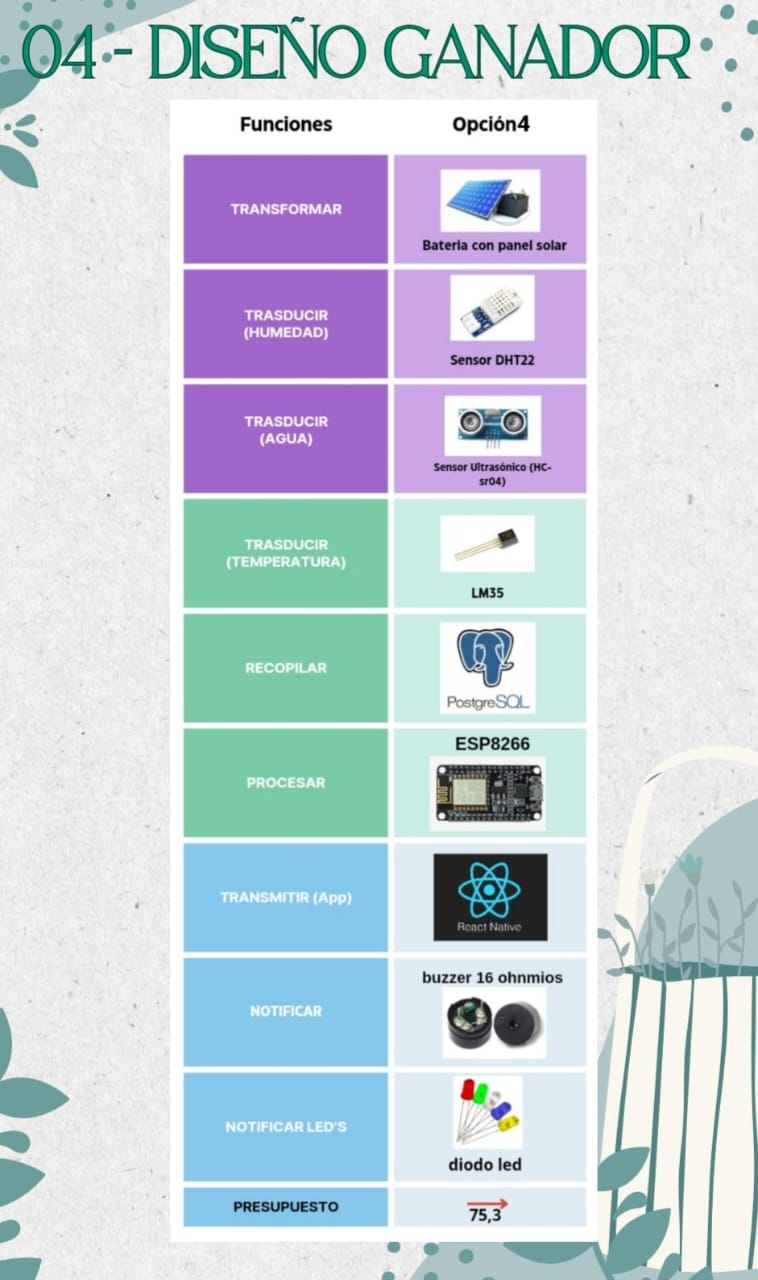 04 - DISEÑO GANADOR
Funciones
Opción4
TRANSFORMAR
Bateria con panel solar
TRASDUCIR
(HUMEDAD)
Sensor DHT22
TRASDUCIR
(AGUA)
Sensor Ultrasónico (HC-
sr04)
TRASDUCIR
(TEMPERATURA)
LM35
RECOPILAR
PostgreSQL
PROCESAR
ESP8266
TRANSMITIR (App)
React Native
NOTIFICAR
buzzer 16 ohnmios
NOTIFICAR LED'S
diodo led
PRESUPUESTO
75,3